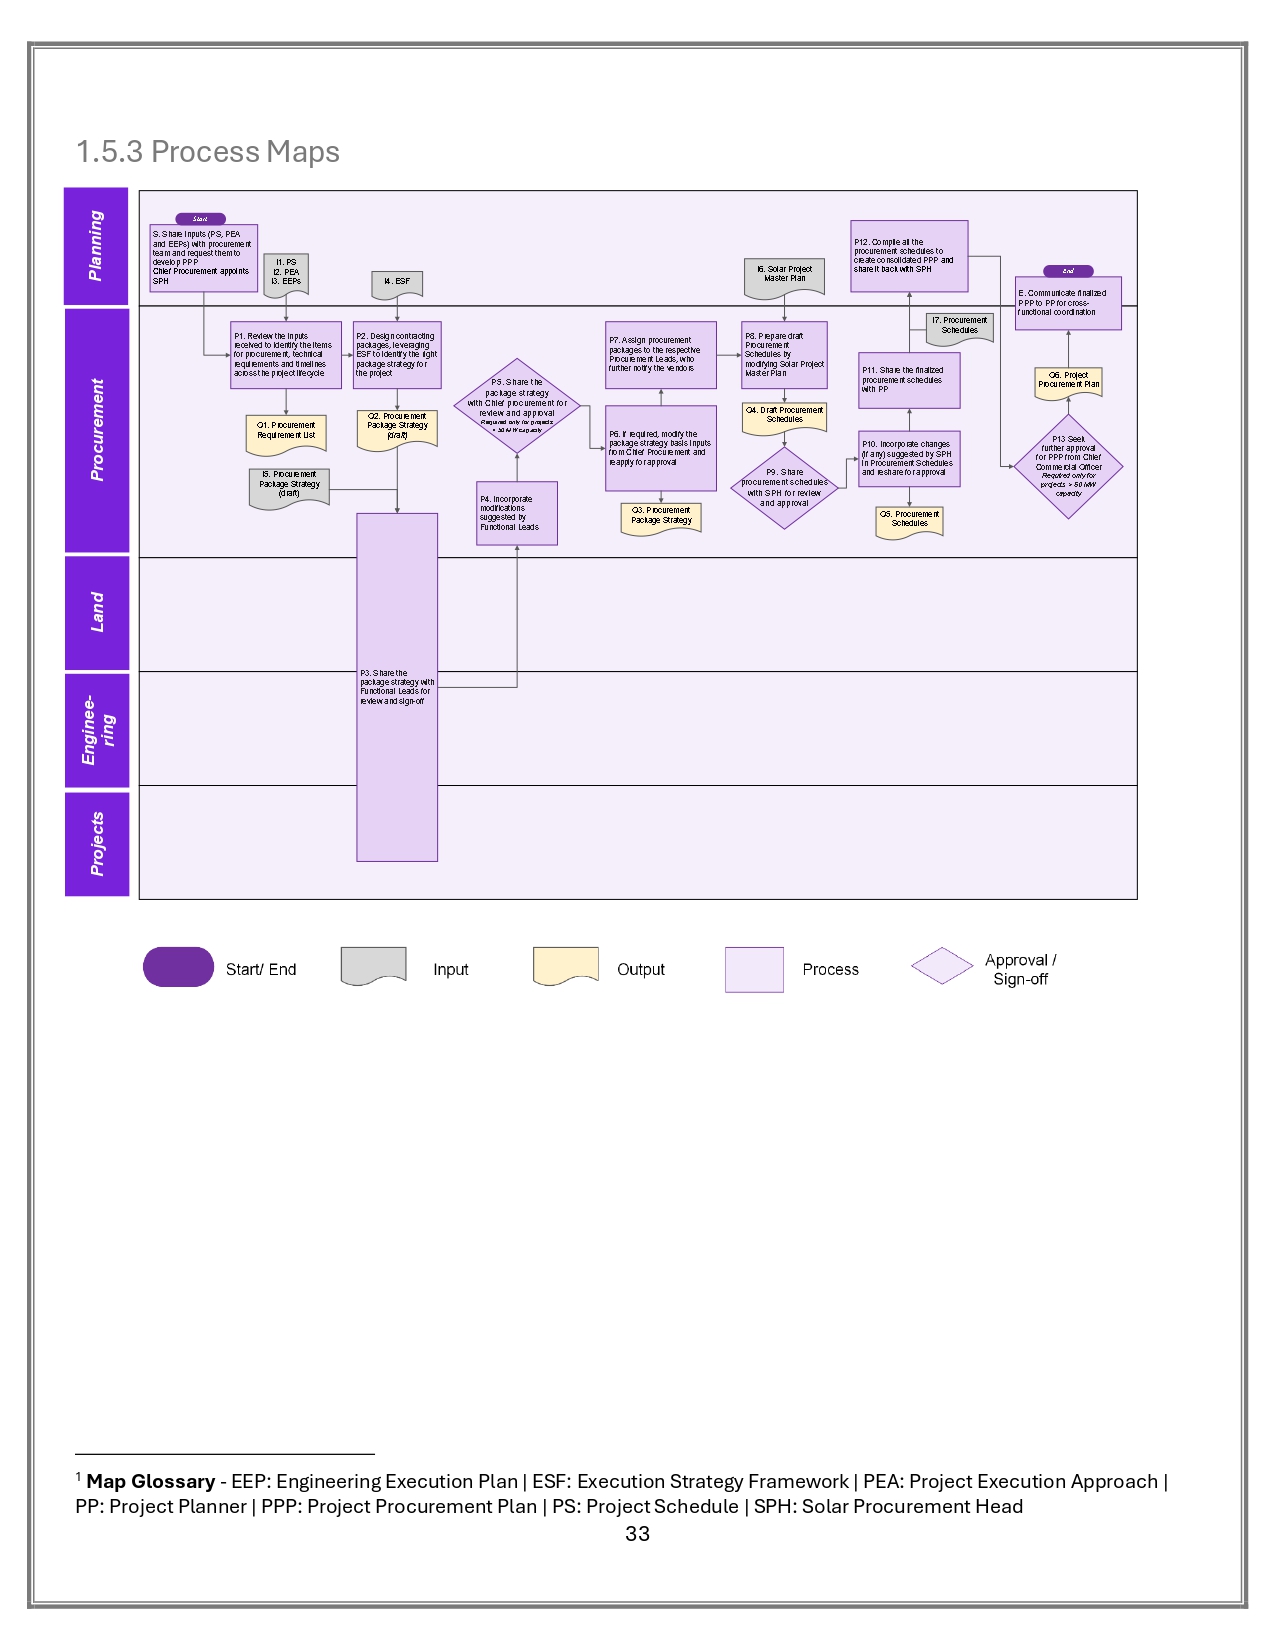 1.5.3 Process Maps
Planning
Start
S. Share Inputs (PS, PEA
and EEPs) with procurement
team and request them to
develop PPP
Chief Procurement appoints
SPH
I1. PS
I2. PEA
I3. EEPs
I4. ESF
I6. Solar Project
Master Plan
P12. Compile all the
procurement schedules to
create consolidated PPP and
share it back with SPH
End
E. Communicate finalized
PPP to PP for cross-
functional coordination
Procurement
P1. Review the inputs
received to identify the items
for procurement, technical
requirements and timelines
across the project lifecycle
P2. Design contracting
packages, leveraging
ESF to identify the right
package strategy for
the project
O1. Procurement
Requirement List
O2. Procurement
Package Strategy
(draft)
I5. Procurement
Package Strategy
(draft)
P5. Share the
package strategy
with Chief procurement for
review and approval
Required only for projects
> 50 MW capacity
P4. Incorporate
modifications
suggested by
Functional Leads
P7. Assign procurement
packages to the respective
Procurement Leads, who
further notify the vendors
P6. If required, modify the
package strategy basis inputs
from Chief Procurement and
reapply for approval
O3. Procurement
Package Strategy
P8. Prepare draft
Procurement
Schedules by
modifying Solar Project
Master Plan
O4. Draft Procurement
Schedules
P9. Share
procurement schedules
with SPH for review
and approval
I7. Procurement
Schedules
P11. Share the finalized
procurement schedules
with PP
P10. Incorporate changes
(if any) suggested by SPH
in Procurement Schedules
and reshare for approval
O5. Procurement
Schedules
O6. Project
Procurement Plan
P13 Seek
further approval
for PPP from Chief
Commercial Officer
Required only for
projects > 50 MW
capacity
Land
Enginee-
ring
P3. Share the
package strategy with
Functional Leads for
review and sign-off
Projects
Start/ End
Input
Output
Process
Approval /
Sign-off
1 Map Glossary - EEP: Engineering Execution Plan | ESF: Execution Strategy Framework | PEA: Project Execution Approach |
PP: Project Planner | PPP: Project Procurement Plan | PS: Project Schedule | SPH: Solar Procurement Head
33